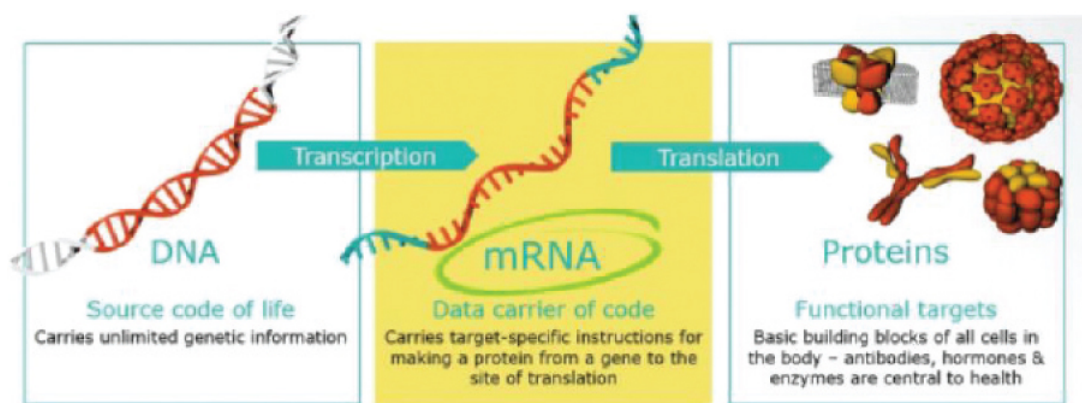 Transcription
Translation
DNA
Source code of life
Carries unlimited genetic information
mRNA
Data carrier of code
Carries target-specific instructions for
making a protein from a gene to the
site of translation
Proteins
Functional targets
Basic building blocks of all cells in
the body – antibodies, hormones &
enzymes are central to health